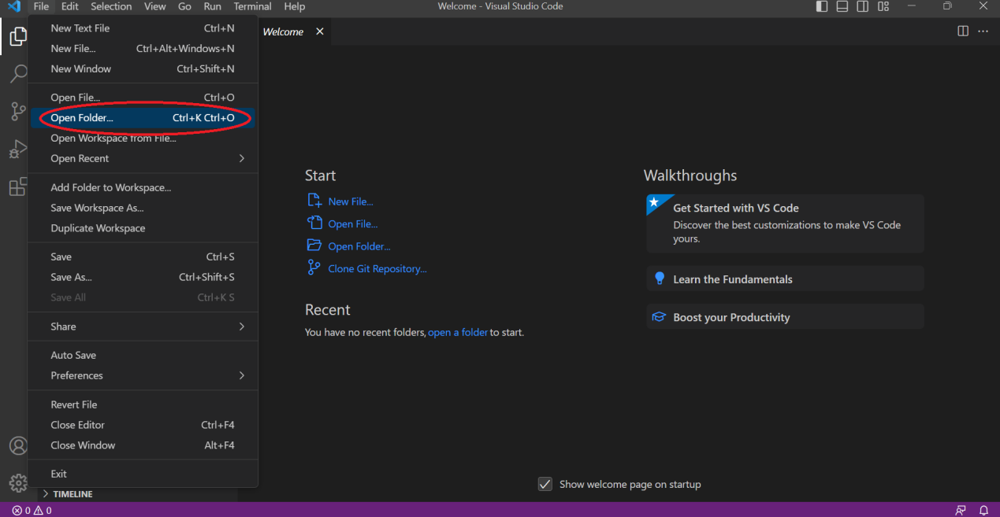 File Edit Selection View Go Run Terminal Help
Welcome - Visual Studio Code
Welcome
New Text File Ctrl+N
New File... Ctrl+Alt+Windows+N
New Window Ctrl+Shift+N
Open File... Ctrl+O
Open Folder... Ctrl+K Ctrl+O
Open Workspace from File...
Open Recent
Add Folder to Workspace...
Save Workspace As...
Duplicate Workspace
Save Ctrl+S
Save As... Ctrl+Shift+S
Save All Ctrl+K S
Share
Auto Save
Preferences
Revert File
Close Editor Ctrl+F4
Close Window Alt+F4
Exit
TIMELINE
Start
New File...
Open File...
Open Folder...
Clone Git Repository...
Recent
You have no recent folders, open a folder to start.
Walkthroughs
Get Started with VS Code
Discover the best customizations to make VS Code
yours.
Learn the Fundamentals
Boost your Productivity
Show welcome page on startup
0 0